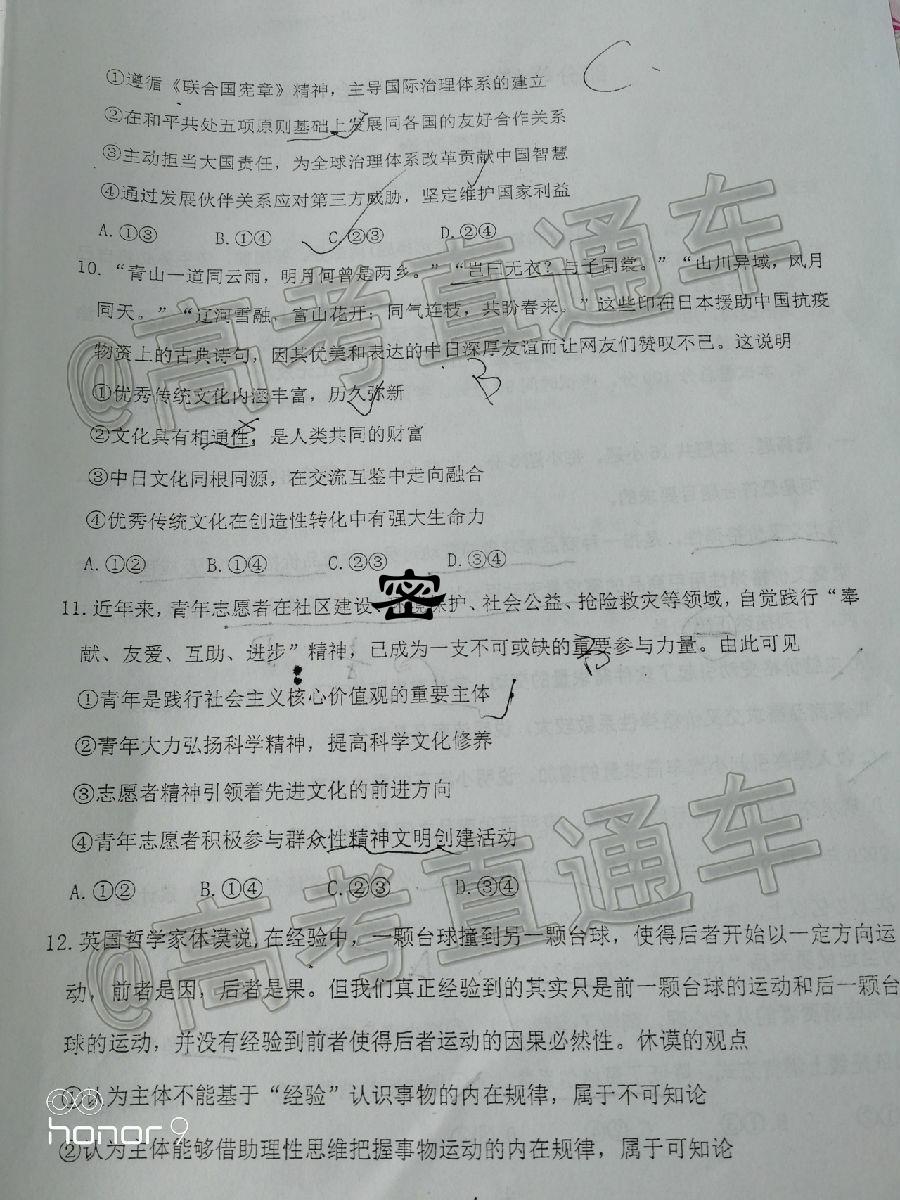 ①遵循《联合国宪章》精神，主导国际治理体系的建立
C.
②在和平共处五项原则基础上发展同各国的友好合作关系
③主动担当大国责任，为全球治理体系改革贡献中国智慧
④通过发展伙伴关系应对第三方威胁，坚定维护国家利益
A.①③ B.①④ C.②③ D.②④
10.“青山一道同云雨，明月何曾是两乡。”“岂曰无衣？与子同裳。”“山川异域，风月
同天。”“辽河雪融，富山花开；同气连枝，共盼春来。”这些印在日本援助中国抗疫
物资上的古典诗句，因其优美和表达的中日深厚友谊而让网友们赞叹不已。这说明
①优秀传统文化内涵丰富，历久弥新
B
②文化具有相通性，是人类共同的财富
③中日文化同根同源，在交流互鉴中走向融合
④优秀传统文化在创造性转化中有强大生命力
A.①② B.①④ C.②③ D.③④
密
11.近年来，青年志愿者在社区建设、环境保护、社会公益、抢险救灾等领域，自觉践行“奉
献、友爱、互助、进步”精神，已成为一支不可或缺的重要参与力量。由此可见
B
①青年是践行社会主义核心价值观的重要主体
②青年大力弘扬科学精神，提高科学文化修养
③志愿者精神引领着先进文化的前进方向
④青年志愿者积极参与群众性精神文明创建活动
A.①② B.①④ C.②③ D.③④
12.英国哲学家休谟说,在经验中，一颗台球撞到另一颗台球，使得后者开始以一定方向运
动，前者是因，后者是果。但我们真正经验到的其实只是前一颗台球的运动和后一颗台
球的运动，并没有经验到前者使得后者运动的因果必然性。休谟的观点
①认为主体不能基于“经验”认识事物的内在规律，属于不可知论
②认为主体能够借助理性思维把握事物运动的内在规律，属于可知论
@高考直通车
@高考直通车
honor 9